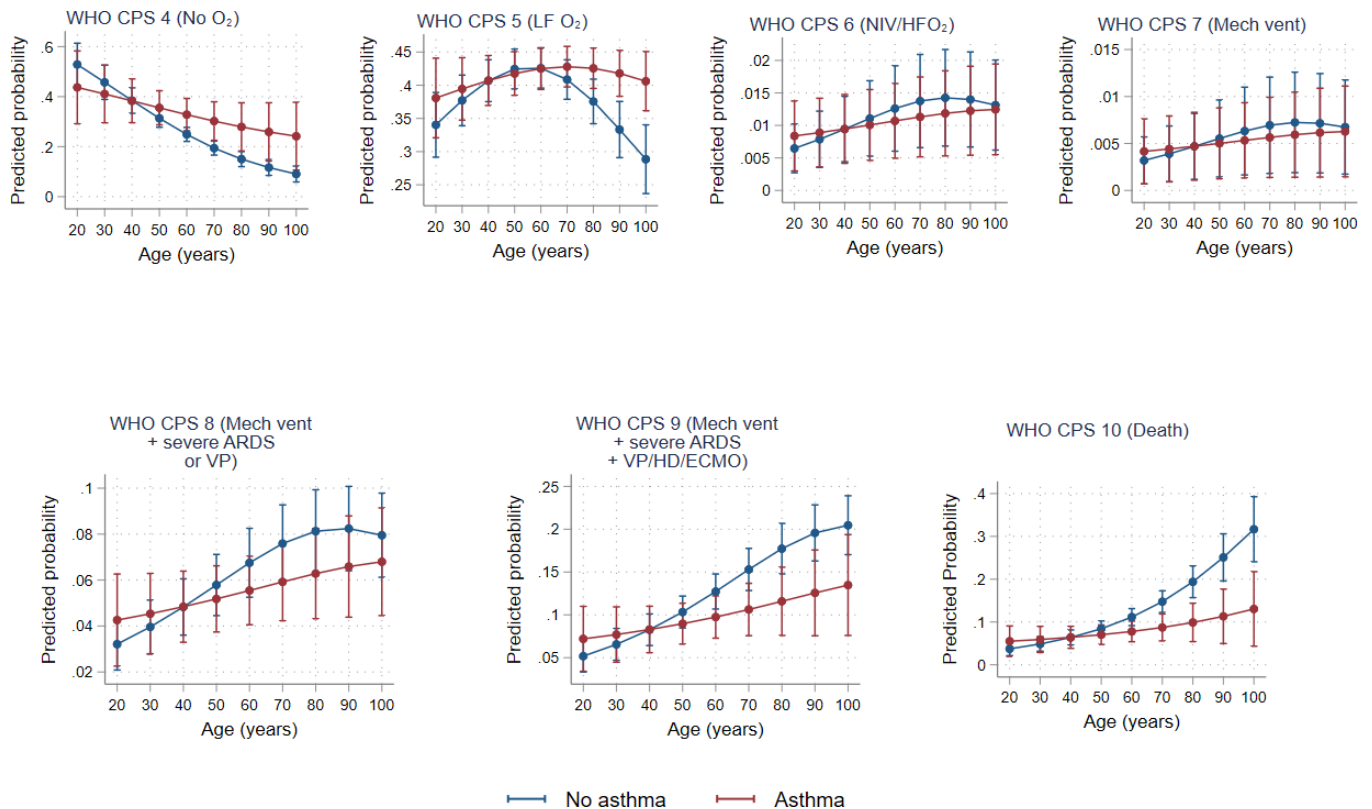 WHO CPS 4 (No O₂)
Predicted probability
.6
.4
.2
0
20 30 40 50 60 70 80 90 100
Age (years)
WHO CPS 5 (LF O₂)
Predicted probability
.45
.4
.35
.3
.25
20 30 40 50 60 70 80 90 100
Age (years)
WHO CPS 6 (NIV/HFO₂)
Predicted probability
.02
.015
.01
.005
0
20 30 40 50 60 70 80 90 100
Age (years)
WHO CPS 7 (Mech vent)
Predicted probability
.015
.01
.005
0
20 30 40 50 60 70 80 90 100
Age (years)
WHO CPS 8 (Mech vent
+ severe ARDS
or VP)
Predicted probability
.1
.08
.06
.04
.02
20 30 40 50 60 70 80 90 100
Age (years)
WHO CPS 9 (Mech vent
+ severe ARDS
+ VP/HD/ECMO)
Predicted probability
.25
.2
.15
.1
.05
20 30 40 50 60 70 80 90 100
Age (years)
WHO CPS 10 (Death)
Predicted Probability
.4
.3
.2
.1
0
20 30 40 50 60 70 80 90 100
Age (years)
No asthma
Asthma